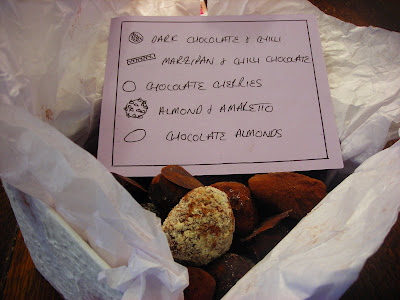 DARK CHOCOLATE & CHILLI
MARZIPAN & CHILLI CHOCOLATE
CHOCOLATE CHERRIES
ALMOND & AMARETTO
CHOCOLATE ALMONDS